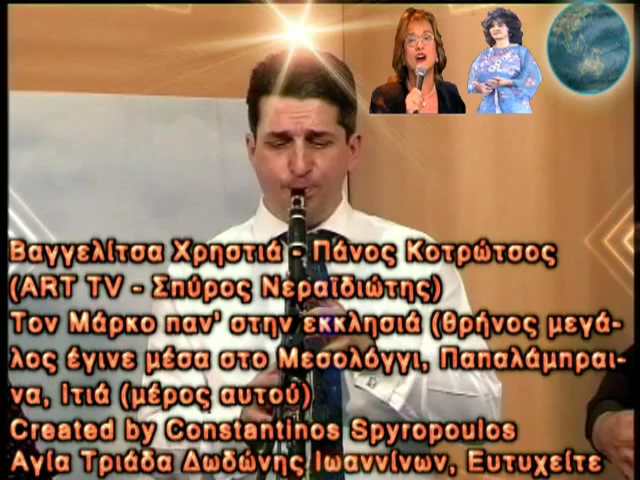 Βαγγελίτσα Χρηστιά - Πάνος Κοτρώτσος
(ART TV - Σπύρος Νεραϊδιώτης)
Τον Μάρκο παν' στην εκκλησιά (θρήνος μεγά-
λος έγινε μέσα στο Μεσολόγγι, Παπαλάμπραι-
να, Ιτιά (μέρος αυτού)
Created by Constantinos Spyropoulos
Αγία Τριάδα Δωδώνης Ιωαννίνων, Ευτυχείτε